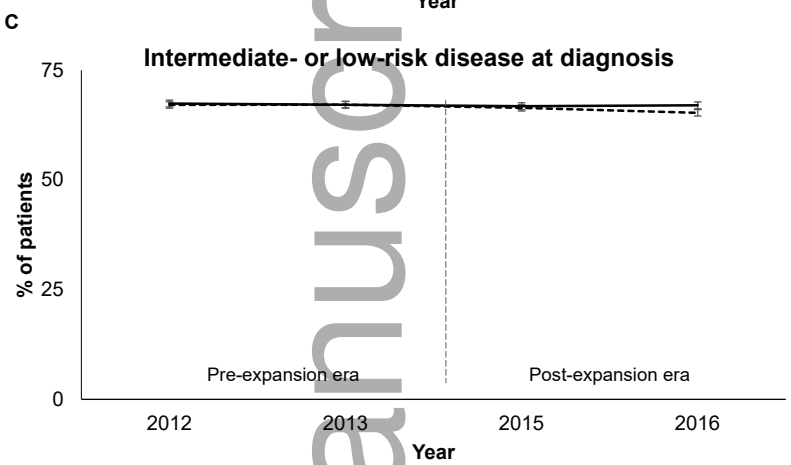 Year
C
Intermediate- or low-risk disease at diagnosis
75
50
25
0
% of patients
Pre-expansion era
Post-expansion era
2012
2013
2015
2016
Year
anuscr